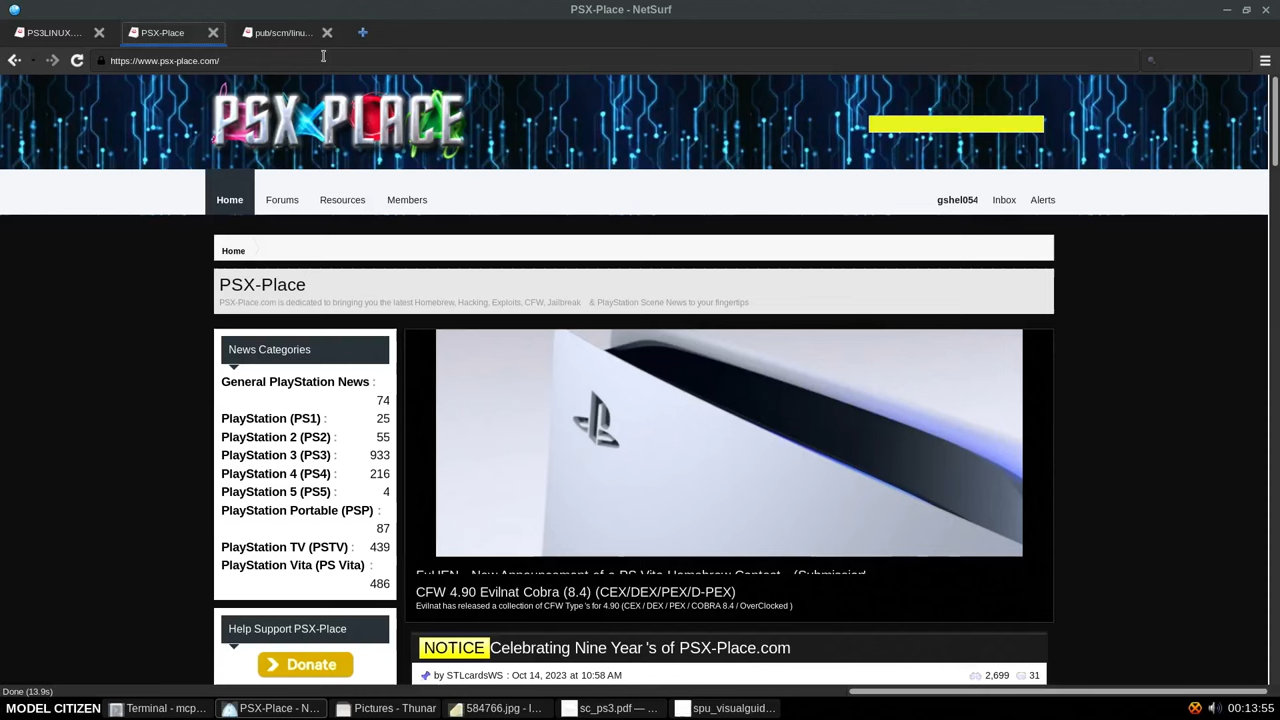 PSX-Place - NetSurf
PS3LINUX....
PSX-Place
pub/scm/linu...
https://www.psx-place.com/
PSX PLACE
Home
Forums
Resources
Members
gshel054
Inbox
Alerts
Home
PSX-Place
PSX-Place.com is dedicated to bringing you the latest Homebrew, Hacking, Exploits, CFW, Jailbreak & PlayStation Scene News to your fingertips
News Categories
General PlayStation News :
74
PlayStation (PS1) : 25
PlayStation 2 (PS2) : 55
PlayStation 3 (PS3) : 933
PlayStation 4 (PS4) : 216
PlayStation 5 (PS5) : 4
PlayStation Portable (PSP) :
87
PlayStation TV (PSTV) : 439
PlayStation Vita (PS Vita) :
486
Help Support PSX-Place
Donate
New Announcement of a PS Vita Homebrew Contest (Submission
CFW 4.90 Evilnat Cobra (8.4) (CEX/DEX/PEX/D-PEX)
Evilnat has released a collection of CFW Type 's for 4.90 (CEX / DEX / PEX / COBRA 8.4 / OverClocked )
NOTICE Celebrating Nine Year 's of PSX-Place.com
by STLcardsWS : Oct 14, 2023 at 10:58 AM
2,699
31
Done (13.9s)
MODEL CITIZEN
Terminal - mcp...
PSX-Place - N...
Pictures - Thunar
584766.jpg - I...
sc_ps3.pdf — ...
spu_visualguid...
00:13:55